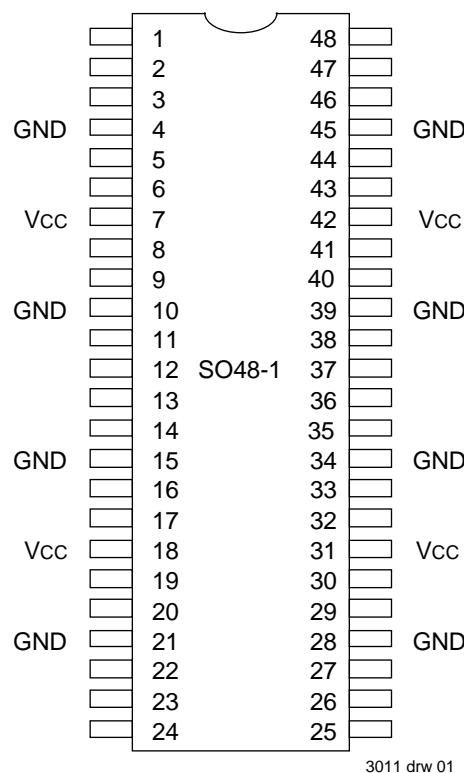 1 48
2 47
3 46
GND 4 45 GND
5 44
6 43
Vcc 7 42 Vcc
8 41
9 40
GND 10 39 GND
11 38
12 SO48-1 37
13 36
14 35
GND 15 34 GND
16 33
17 32
Vcc 18 31 Vcc
19 30
20 29
GND 21 28 GND
22 27
23 26
24 25
3011 drw 01